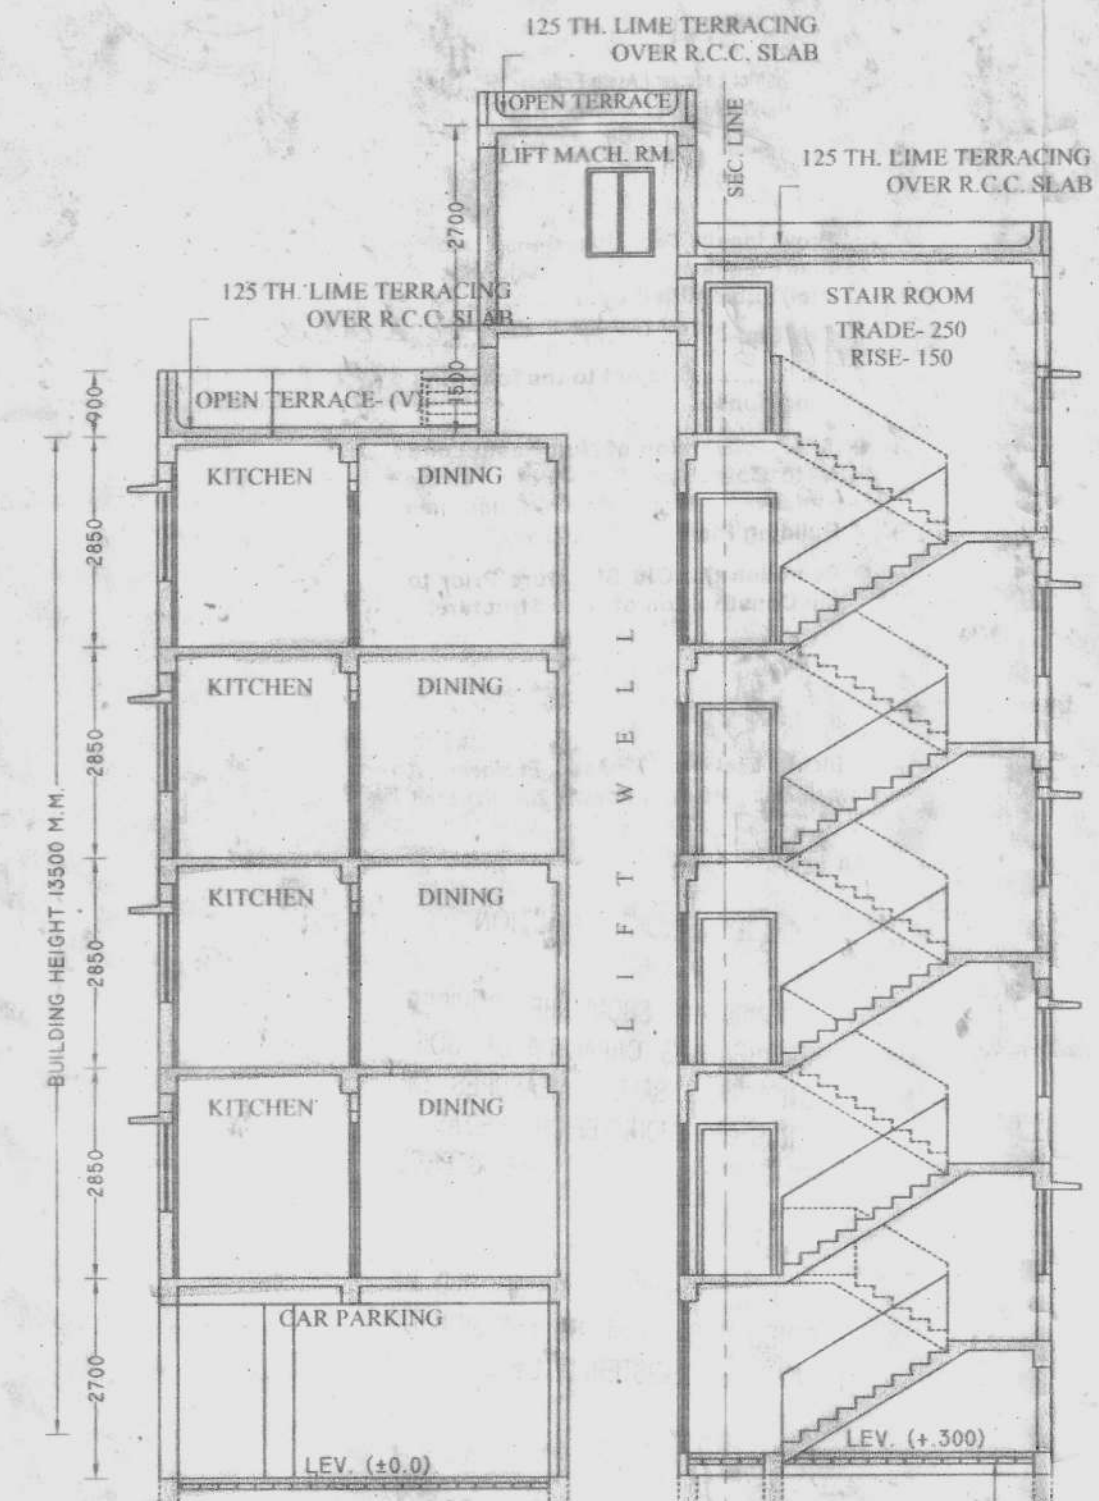 125 TH. LIME TERRACING
OVER R.C.C. SLAB
OPEN TERRACE
LIFT MACH. RM.
SEC. LINE
125 TH. LIME TERRACING
OVER R.C.C. SLAB
2700
125 TH. LIME TERRACING
OVER R.C.C. SLAB
STAIR ROOM
TRADE- 250
RISE- 150
900
OPEN TERRACE- (V)
1500
KITCHEN
DINING
2850
KITCHEN
DINING
2850
LIFT WELL
BUILDING HEIGHT 13500 M.M.
KITCHEN
DINING
2850
KITCHEN
DINING
2850
CAR PARKING
2700
LEV. (±0.0)
LEV. (+.300)